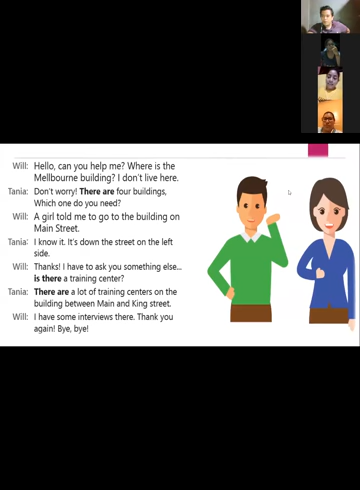 Will: Hello, can you help me? Where is the
Mellbourne building? I don't live here.
Tania: Don't worry! There are four buildings,
Which one do you need?
Will: A girl told me to go to the building on
Main Street.
Tania: I know it. It's down the street on the left
side.
Will: Thanks! I have to ask you something else...
is there a training center?
Tania: There are a lot of training centers on the
building between Main and King street.
Will: I have some interviews there. Thank you
again! Bye, bye!